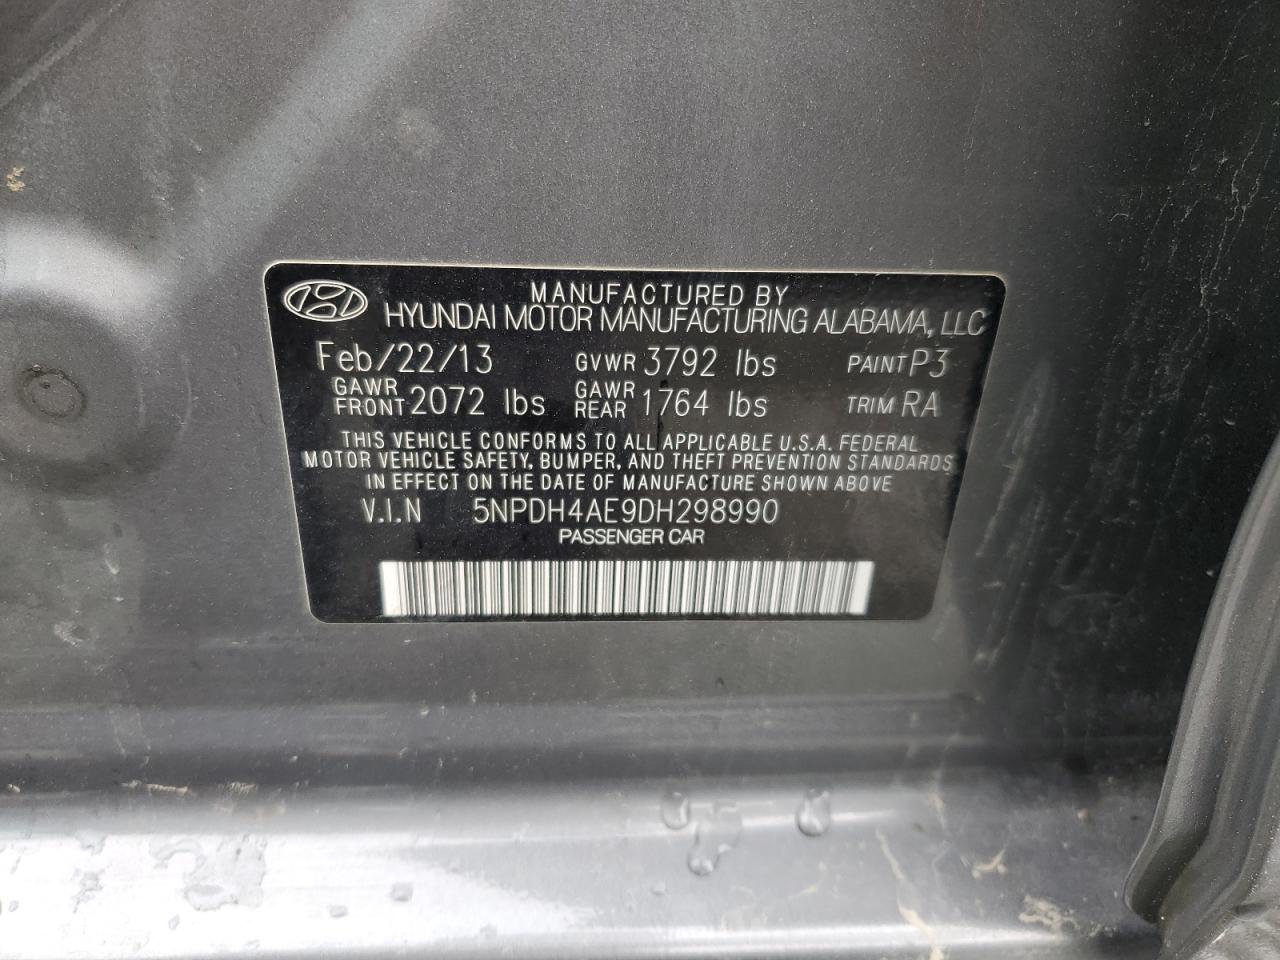 MANUFACTURED BY
HYUNDAI MOTOR MANUFACTURING ALABAMA, LLC
Feb/22/13 GVWR 3792 lbs PAINT P3
GAWR FRONT 2072 lbs GAWR REAR 1764 lbs TRIM RA
THIS VEHICLE CONFORMS TO ALL APPLICABLE U.S.A. FEDERAL
MOTOR VEHICLE SAFETY, BUMPER, AND THEFT PREVENTION STANDARDS
IN EFFECT ON THE DATE OF MANUFACTURE SHOWN ABOVE
V.I.N 5NPDH4AE9DH298990
PASSENGER CAR